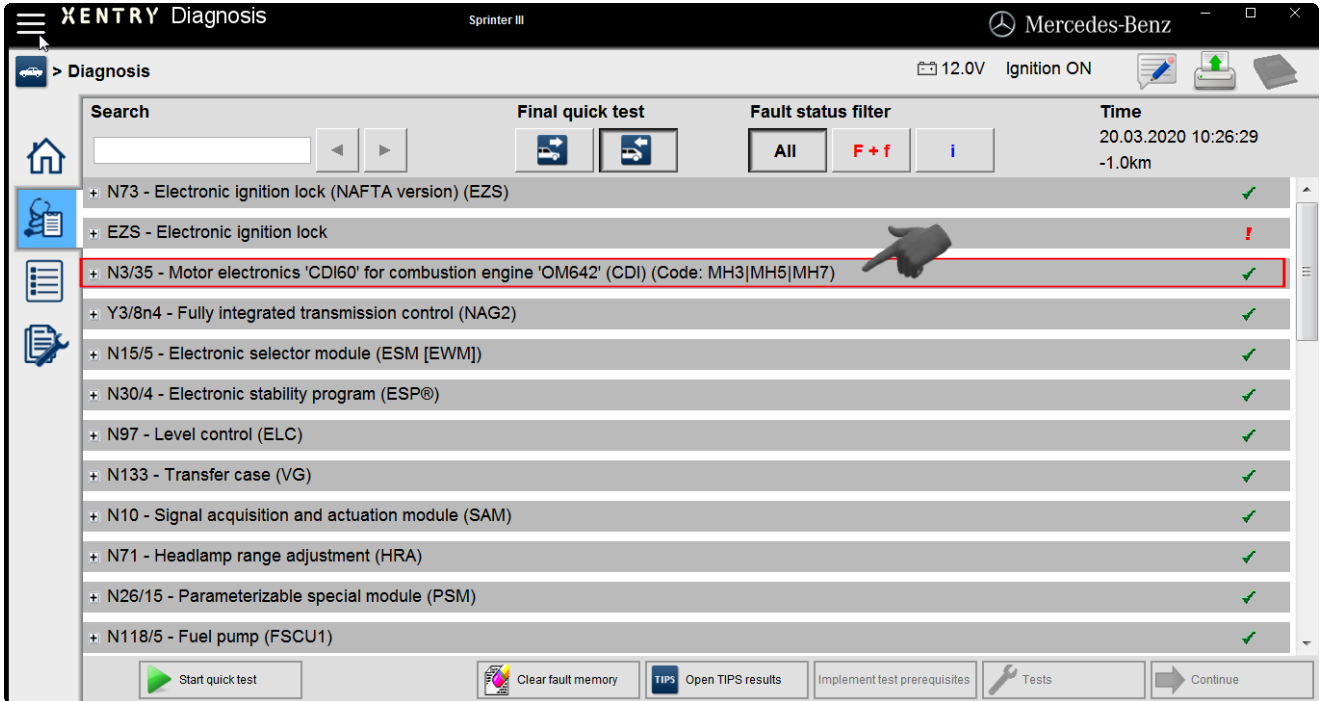 XENTRY Diagnosis
Sprinter III
Mercedes-Benz
> Diagnosis
12.0V
Ignition ON
Search
Final quick test
Fault status filter
Time
All
F + f
i
20.03.2020 10:26:29
-1.0km
+ N73 - Electronic ignition lock (NAFTA version) (EZS)
+ EZS - Electronic ignition lock
!
+ N3/35 - Motor electronics 'CDI60' for combustion engine 'OM642' (CDI) (Code: MH3|MH5|MH7)
+ Y3/8n4 - Fully integrated transmission control (NAG2)
+ N15/5 - Electronic selector module (ESM [EWM])
+ N30/4 - Electronic stability program (ESP®)
+ N97 - Level control (ELC)
+ N133 - Transfer case (VG)
+ N10 - Signal acquisition and actuation module (SAM)
+ N71 - Headlamp range adjustment (HRA)
+ N26/15 - Parameterizable special module (PSM)
+ N118/5 - Fuel pump (FSCU1)
Start quick test
Clear fault memory
TIPS
Open TIPS results
Implement test prerequisites
Tests
Continue